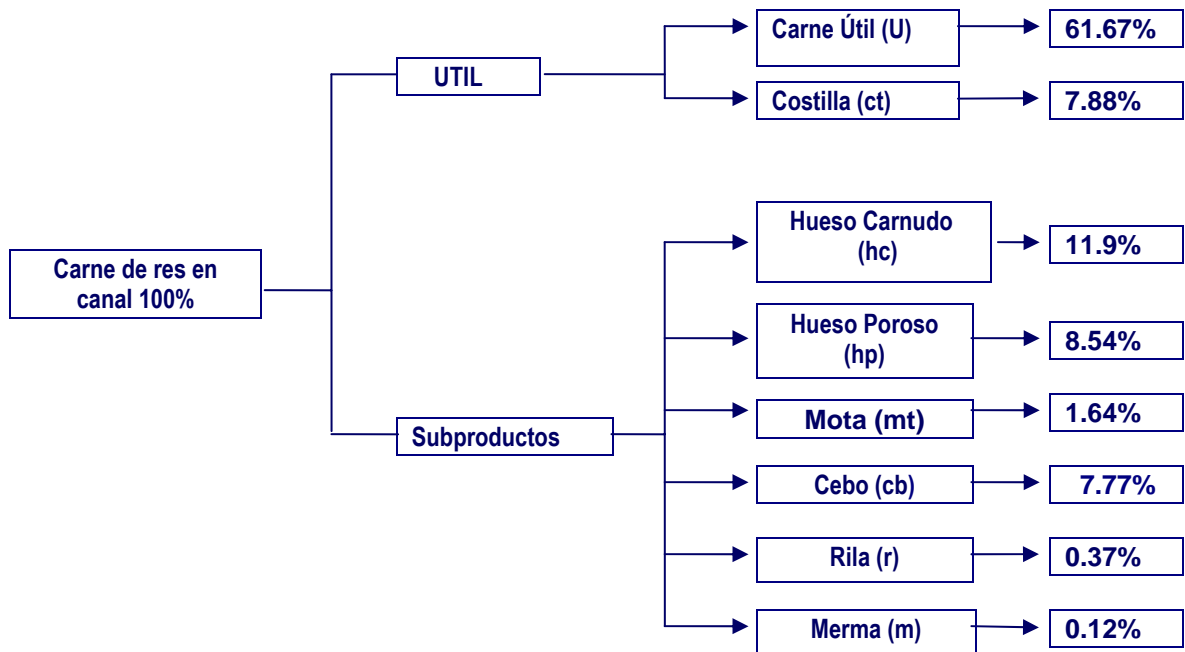 Carne de res en
canal 100%
UTIL
Carne Útil (U)
61.67%
Costilla (ct)
7.88%
Subproductos
Hueso Carnudo
(hc)
11.9%
Hueso Poroso
(hp)
8.54%
Mota (mt)
1.64%
Cebo (cb)
7.77%
Rila (r)
0.37%
Merma (m)
0.12%